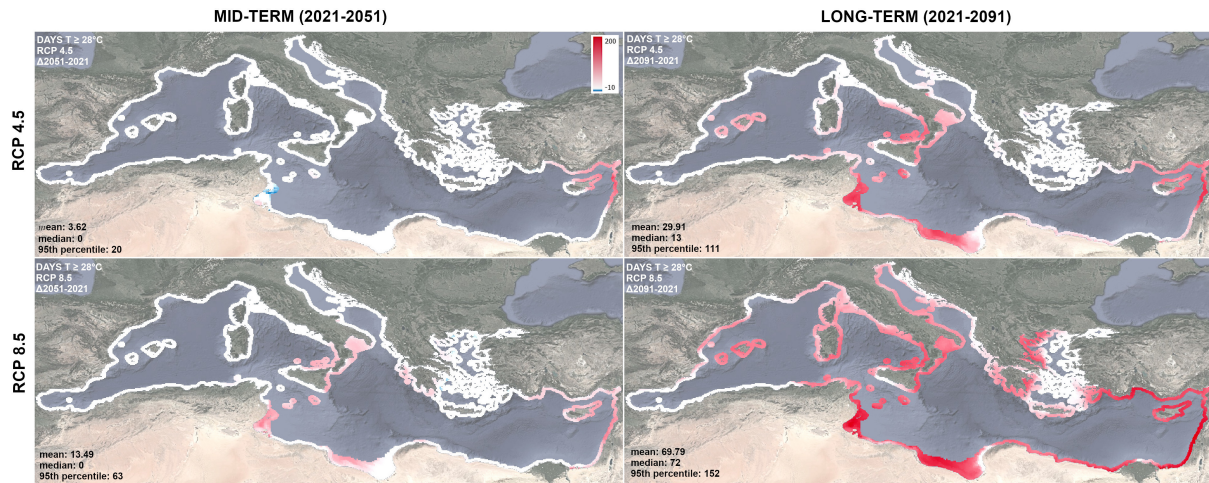 MID-TERM (2021-2051)
LONG-TERM (2021-2091)
RCP 4.5
DAYS T ≥ 28°C
RCP 4.5
Δ2051-2021
200
-10
mean: 3.62
median: 0
95th percentile: 20
DAYS T ≥ 28°C
RCP 4.5
Δ2091-2021
mean: 29.91
median: 13
95th percentile: 111
RCP 8.5
DAYS T ≥ 28°C
RCP 8.5
Δ2051-2021
mean: 13.49
median: 0
95th percentile: 63
DAYS T ≥ 28°C
RCP 8.5
Δ2091-2021
mean: 69.79
median: 72
95th percentile: 152